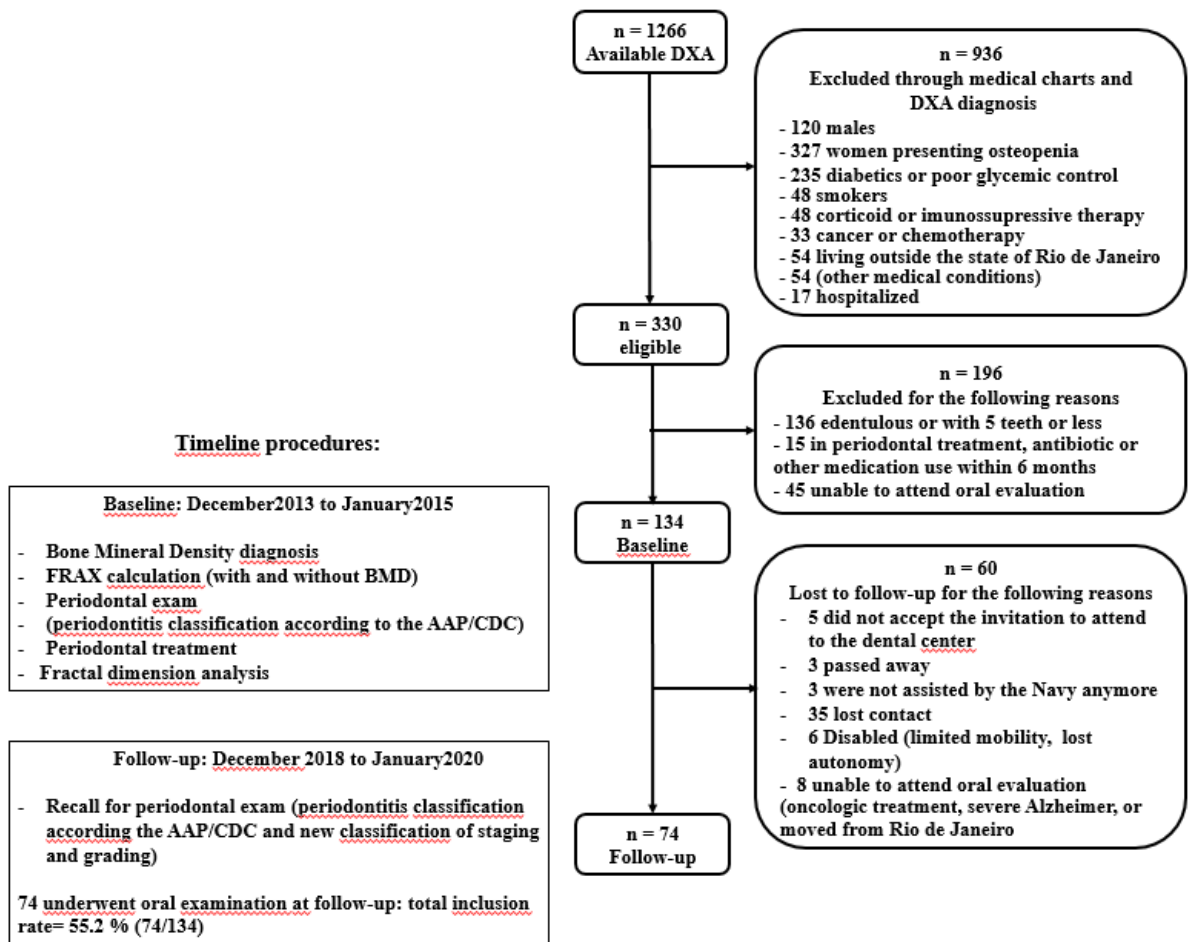 n = 1266
Available DXA
n = 936
Excluded through medical charts and
DXA diagnosis
- 120 males
- 327 women presenting osteopenia
- 235 diabetics or poor glycemic control
- 48 smokers
- 48 corticoid or imunossupressive therapy
- 33 cancer or chemotherapy
- 54 living outside the state of Rio de Janeiro
- 54 (other medical conditions)
- 17 hospitalized
n = 330
eligible
n = 196
Excluded for the following reasons
- 136 edentulous or with 5 teeth or less
- 15 in periodontal treatment, antibiotic or
other medication use within 6 months
- 45 unable to attend oral evaluation
n = 134
Baseline
n = 60
Lost to follow-up for the following reasons
- 5 did not accept the invitation to attend
to the dental center
- 3 passed away
- 3 were not assisted by the Navy anymore
- 35 lost contact
- 6 Disabled (limited mobility, lost
autonomy)
- 8 unable to attend oral evaluation
(oncologic treatment, severe Alzheimer, or
moved from Rio de Janeiro
n = 74
Follow-up
Timeline procedures:
Baseline: December2013 to January2015
- Bone Mineral Density diagnosis
- FRAX calculation (with and without BMD)
- Periodontal exam
- (periodontitis classification according to the AAP/CDC)
- Periodontal treatment
- Fractal dimension analysis
Follow-up: December 2018 to January2020
- Recall for periodontal exam (periodontitis classification
according the AAP/CDC and new classification of staging
and grading)
74 underwent oral examination at follow-up: total inclusion
rate= 55.2 % (74/134)